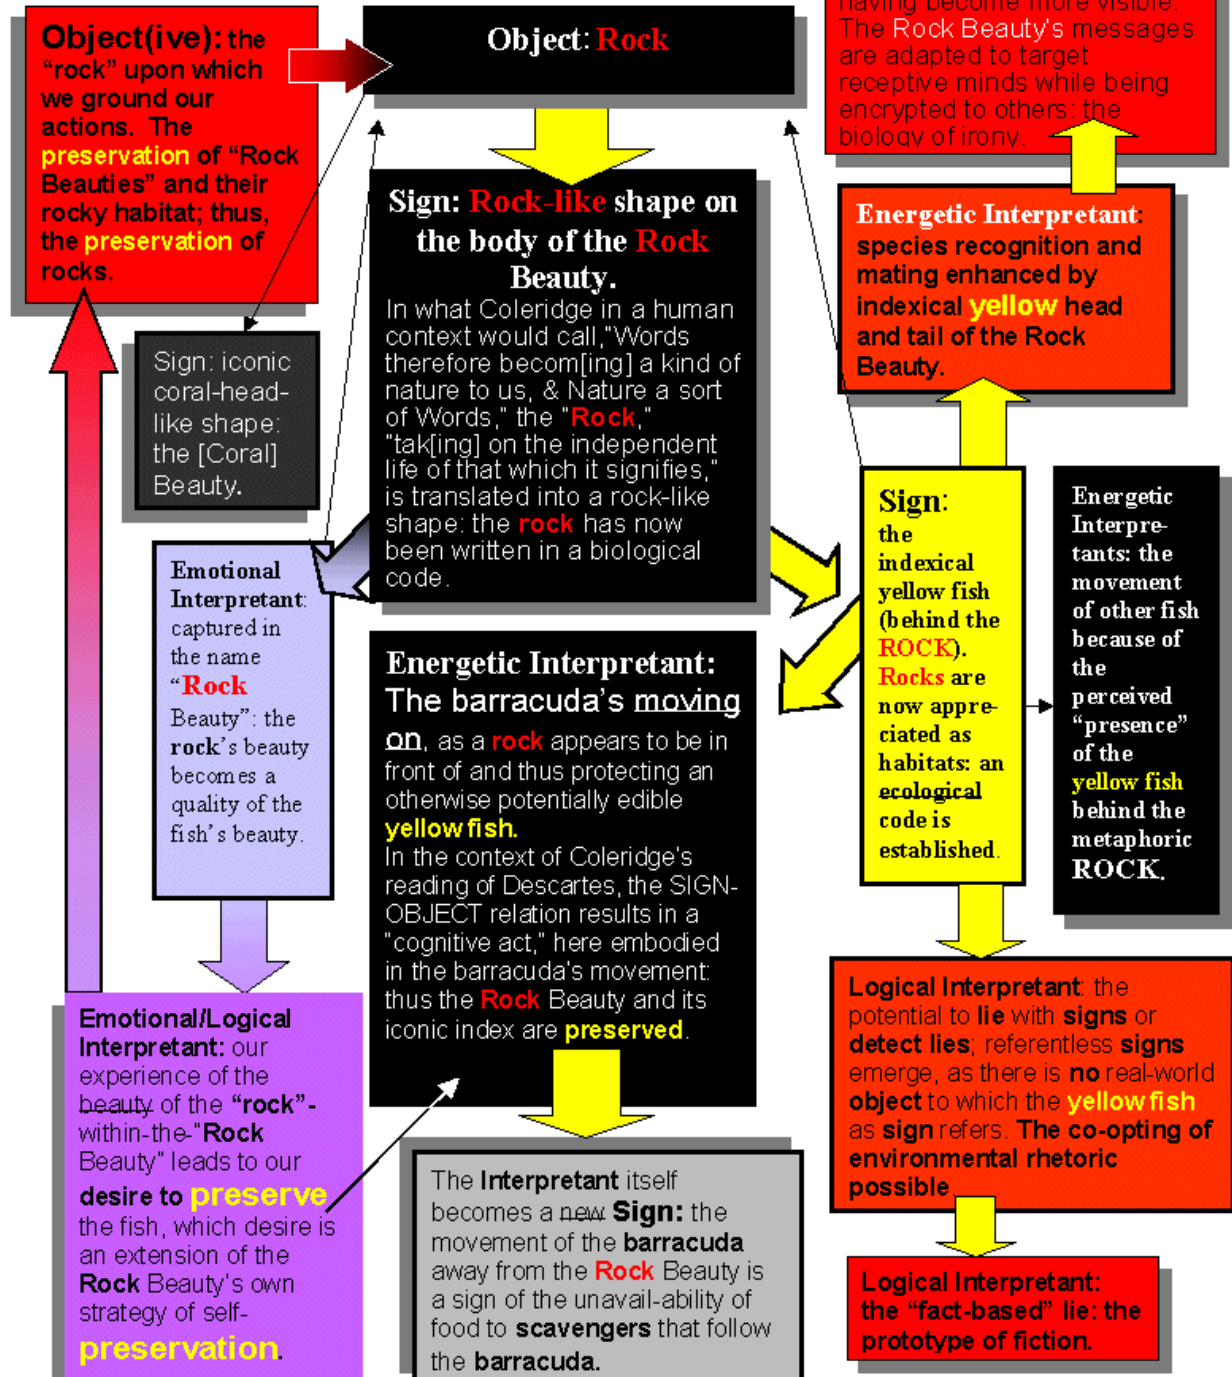 Object(ive): the
"rock" upon which
we ground our
actions. The
preservation of "Rock
Beauties" and their
rocky habitat; thus,
the preservation of
rocks.
Object: Rock
having become more visible.
The Rock Beauty's messages
are adapted to target
receptive minds while being
encrypted to others: the
biology of irony.
Sign: Rock-like shape on
the body of the Rock
Beauty.
In what Coleridge in a human
context would call,"Words
therefore becom[ing] a kind of
nature to us, & Nature a sort
of Words," the "Rock,"
"tak[ing] on the independent
life of that which it signifies,"
is translated into a rock-like
shape: the rock has now
been written in a biological
code.
Energetic Interpretant:
species recognition and
mating enhanced by
indexical yellow head
and tail of the Rock
Beauty.
Sign: iconic
coral-head-
like shape:
the [Coral]
Beauty.
Emotional
Interpretant:
captured in
the name
"Rock
Beauty": the
rock's beauty
becomes a
quality of the
fish's beauty.
Energetic Interpretant:
The barracuda's moving
on, as a rock appears to be in
front of and thus protecting an
otherwise potentially edible
yellow fish.
In the context of Coleridge's
reading of Descartes, the SIGN-
OBJECT relation results in a
"cognitive act," here embodied
in the barracuda's movement:
thus the Rock Beauty and its
iconic index are preserved.
Sign:
the
indexical
yellow fish
(behind the
ROCK).
Rocks are
now appre-
ciated as
habitats: an
ecological
code is
established.
Energetic
Interpre-
tants: the
movement
of other fish
because of
the
perceived
"presence"
of the
yellow fish
behind the
metaphoric
ROCK.
Emotional/Logical
Interpretant: our
experience of the
beauty of the "rock"-
within-the-"Rock
Beauty" leads to our
desire to preserve
the fish, which desire is
an extension of the
Rock Beauty's own
strategy of self-
preservation.
The Interpretant itself
becomes a new Sign: the
movement of the barracuda
away from the Rock Beauty is
a sign of the unavail-ability of
food to scavengers that follow
the barracuda.
Logical Interpretant: the
potential to lie with signs or
detect lies; referentless signs
emerge, as there is no real-world
object to which the yellow fish
as sign refers. The co-opting of
environmental rhetoric
possible
Logical Interpretant:
the "fact-based" lie: the
prototype of fiction.